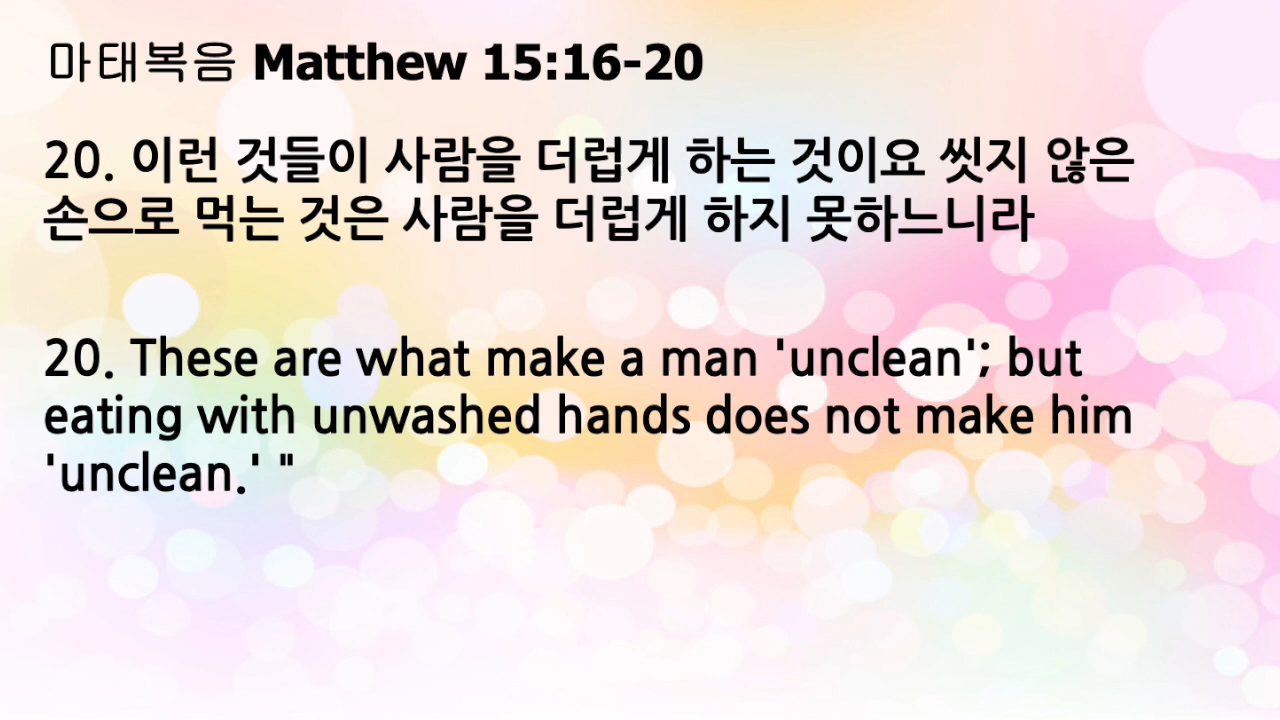 마태복음 Matthew 15:16-20
20. 이런 것들이 사람을 더럽게 하는 것이요 씻지 않은
손으로 먹는 것은 사람을 더럽게 하지 못하느니라
20. These are what make a man 'unclean'; but
eating with unwashed hands does not make him
'unclean.' "